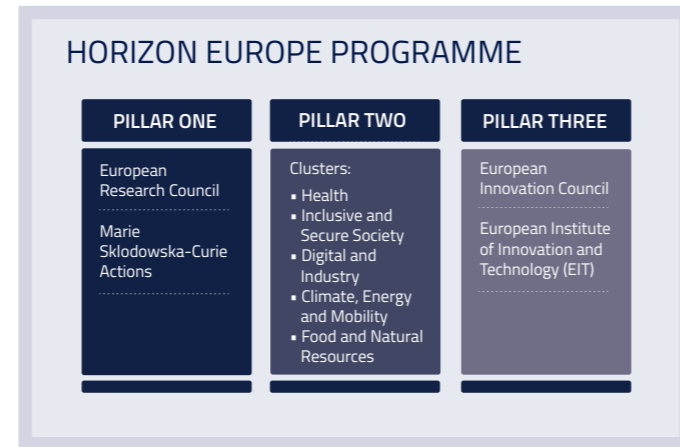 HORIZON EUROPE PROGRAMME
PILLAR ONE
European
Research Council
Marie
Sklodowska-Curie
Actions
PILLAR TWO
Clusters:
▪ Health
▪ Inclusive and
Secure Society
▪ Digital and
Industry
▪ Climate, Energy
and Mobility
▪ Food and Natural
Resources
PILLAR THREE
European
Innovation Council
European Institute
of Innovation and
Technology (EIT)